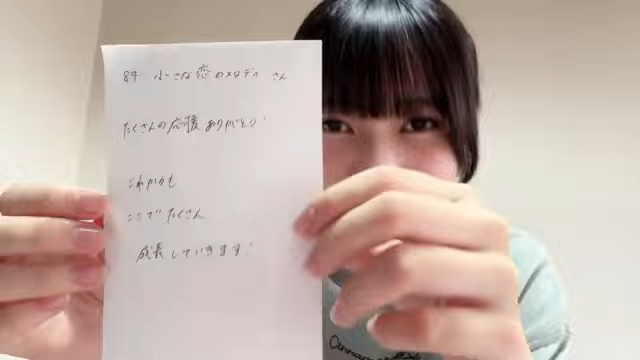 84 小さな恋のメロディ さん
たくさんの応援ありがとう!
これからも
ここでたくさん
成長していきます!